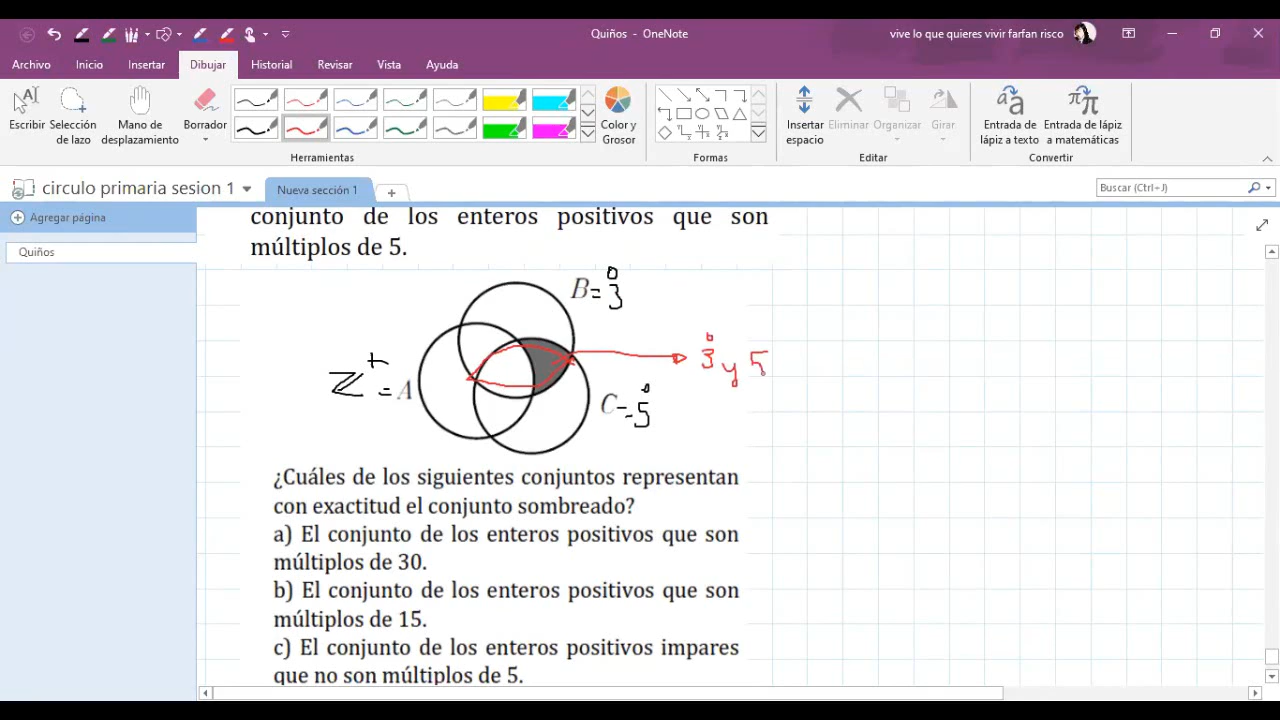 Quiños - OneNote
vive lo que quieres vivir farfan risco
Archivo Inicio Insertar Dibujar Historial Revisar Vista Ayuda
Escribir Selección de lazo Mano de desplazamiento Borrador Color y Grosor Insertar espacio Eliminar Organizar Girar Entrada de lápiz a texto Entrada de lápiz a matemáticas
Herramientas Formas Editar Convertir
circulo primaria sesion 1 Nueva sección 1 Buscar (Ctrl+J)
Agregar página
Quiños
conjunto de los enteros positivos que son
múltiplos de 5.
B = 3̊
Z⁺ = A
3̊ y 5
C = 5̊
¿Cuáles de los siguientes conjuntos representan
con exactitud el conjunto sombreado?
a) El conjunto de los enteros positivos que son
múltiplos de 30.
b) El conjunto de los enteros positivos que son
múltiplos de 15.
c) El conjunto de los enteros positivos impares
que no son múltiplos de 5.